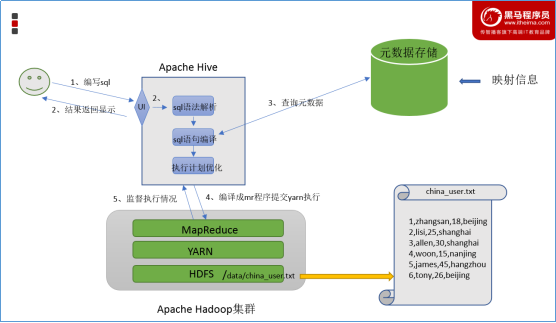 黑马程序员
www.itheima.com
传智播客旗下高端IT教育品牌
元数据存储
映射信息
Apache Hive
1、编写sql
2、结果返回显示
UI
2、
sql语法解析
sql语句编译
执行计划优化
3、查询元数据
5、监督执行情况
4、编译成mr程序提交yarn执行
MapReduce
YARN
HDFS
/data/china_user.txt
Apache Hadoop集群
china_user.txt
1,zhangsan,18,beijing
2,lisi,25,shanghai
3,allen,30,shanghai
4,woon,15,nanjing
5,james,45,hangzhou
6,tony,26,beijing